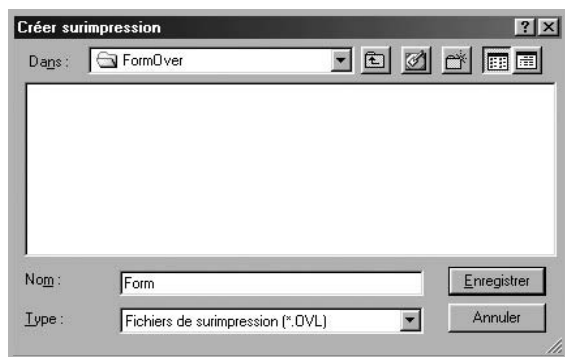 Créer surimpression
Dans : FormOver
Nom : Form Enregistrer
Type : Fichiers de surimpression (*.OVL) Annuler